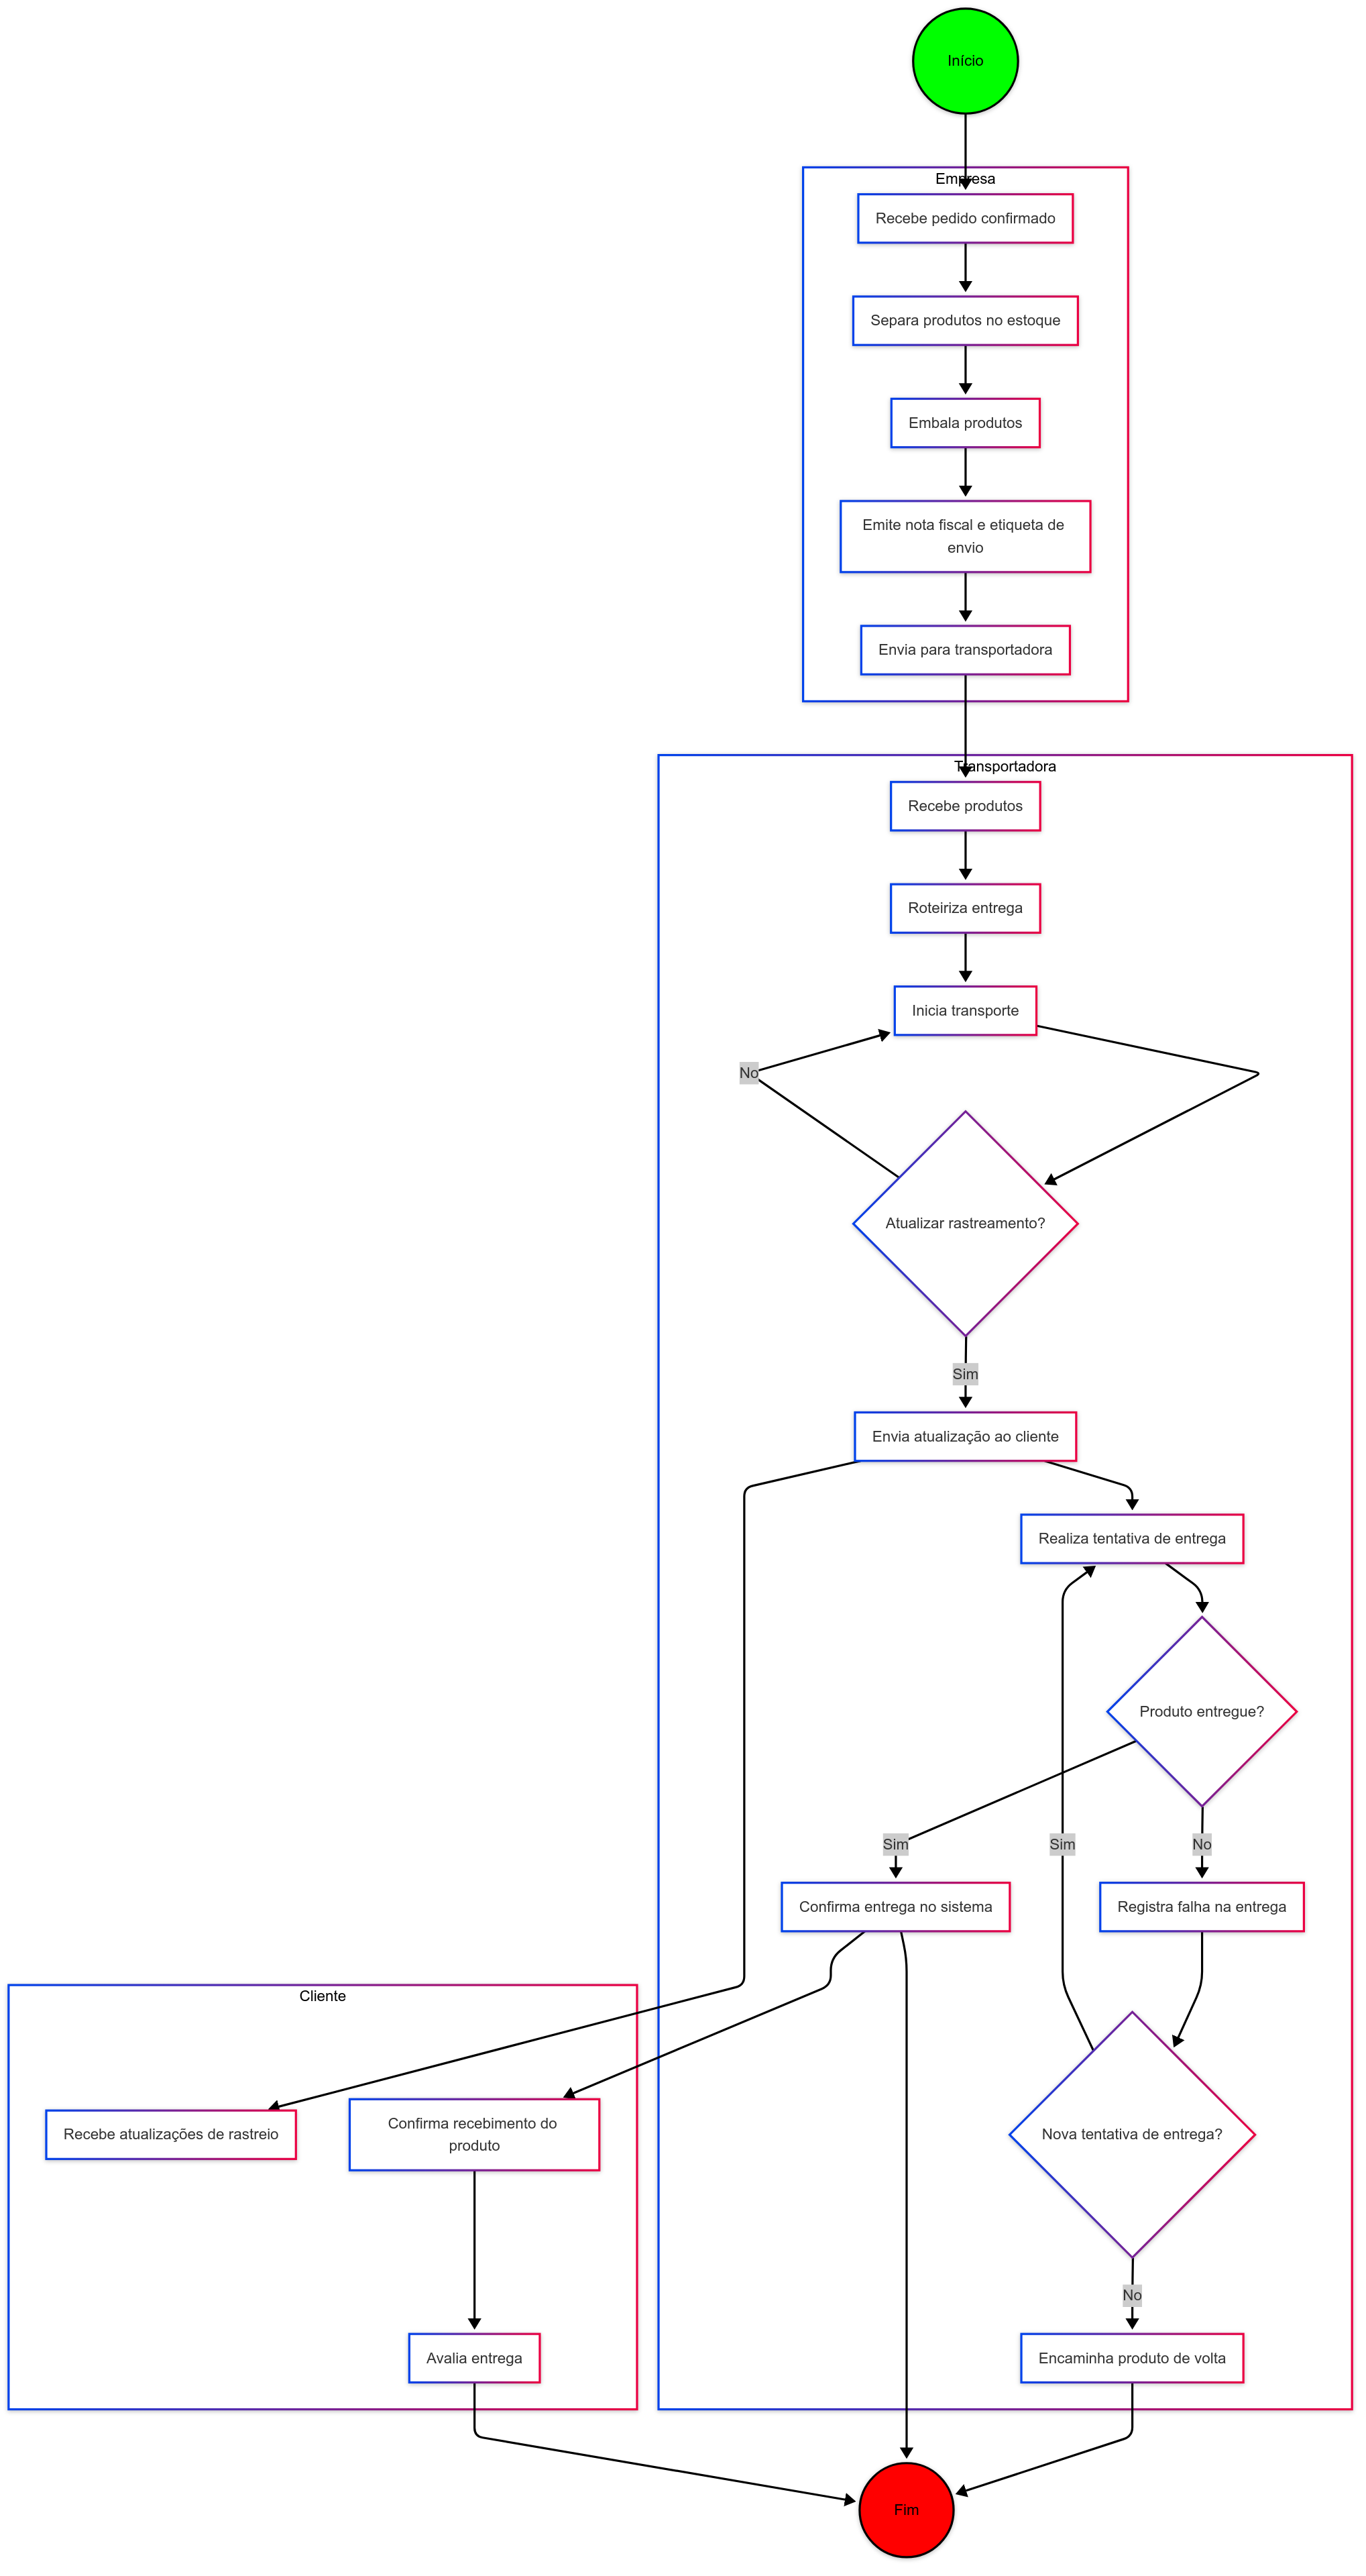 Início
Empresa
Recebe pedido confirmado
Separa produtos no estoque
Embala produtos
Emite nota fiscal e etiqueta de
envio
Envia para transportadora
Transportadora
Recebe produtos
Roteiriza entrega
Inicia transporte
No
Atualizar rastreamento?
Sim
Envia atualização ao cliente
Realiza tentativa de entrega
Produto entregue?
Sim
Sim
No
Confirma entrega no sistema
Registra falha na entrega
Cliente
Recebe atualizações de rastreio
Confirma recebimento do
produto
Nova tentativa de entrega?
No
Avalia entrega
Encaminha produto de volta
Fim